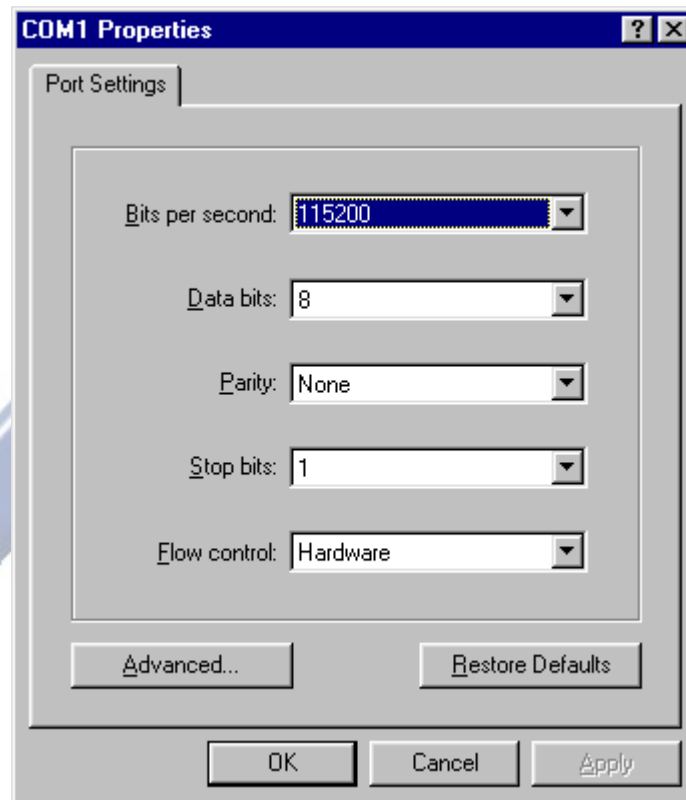 COM1 Properties
Port Settings
Bits per second: 115200
Data bits: 8
Parity: None
Stop bits: 1
Flow control: Hardware
Advanced... Restore Defaults
OK Cancel Apply